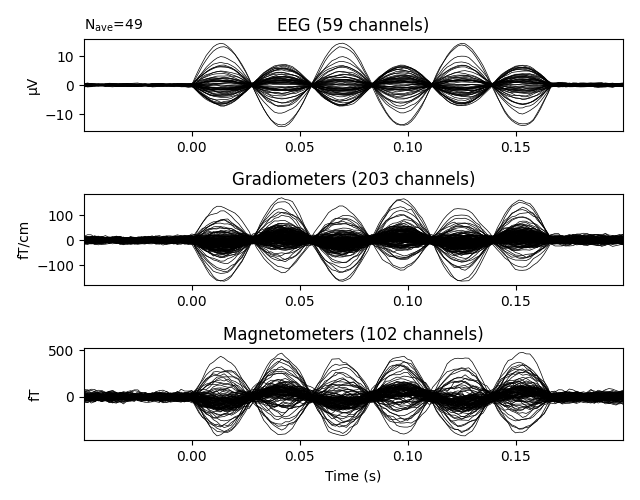 Nave=49
EEG (59 channels)
10
0
−10
µV
0.00 0.05 0.10 0.15
Gradiometers (203 channels)
100
0
−100
fT/cm
0.00 0.05 0.10 0.15
Magnetometers (102 channels)
500
0
fT
0.00 0.05 0.10 0.15
Time (s)